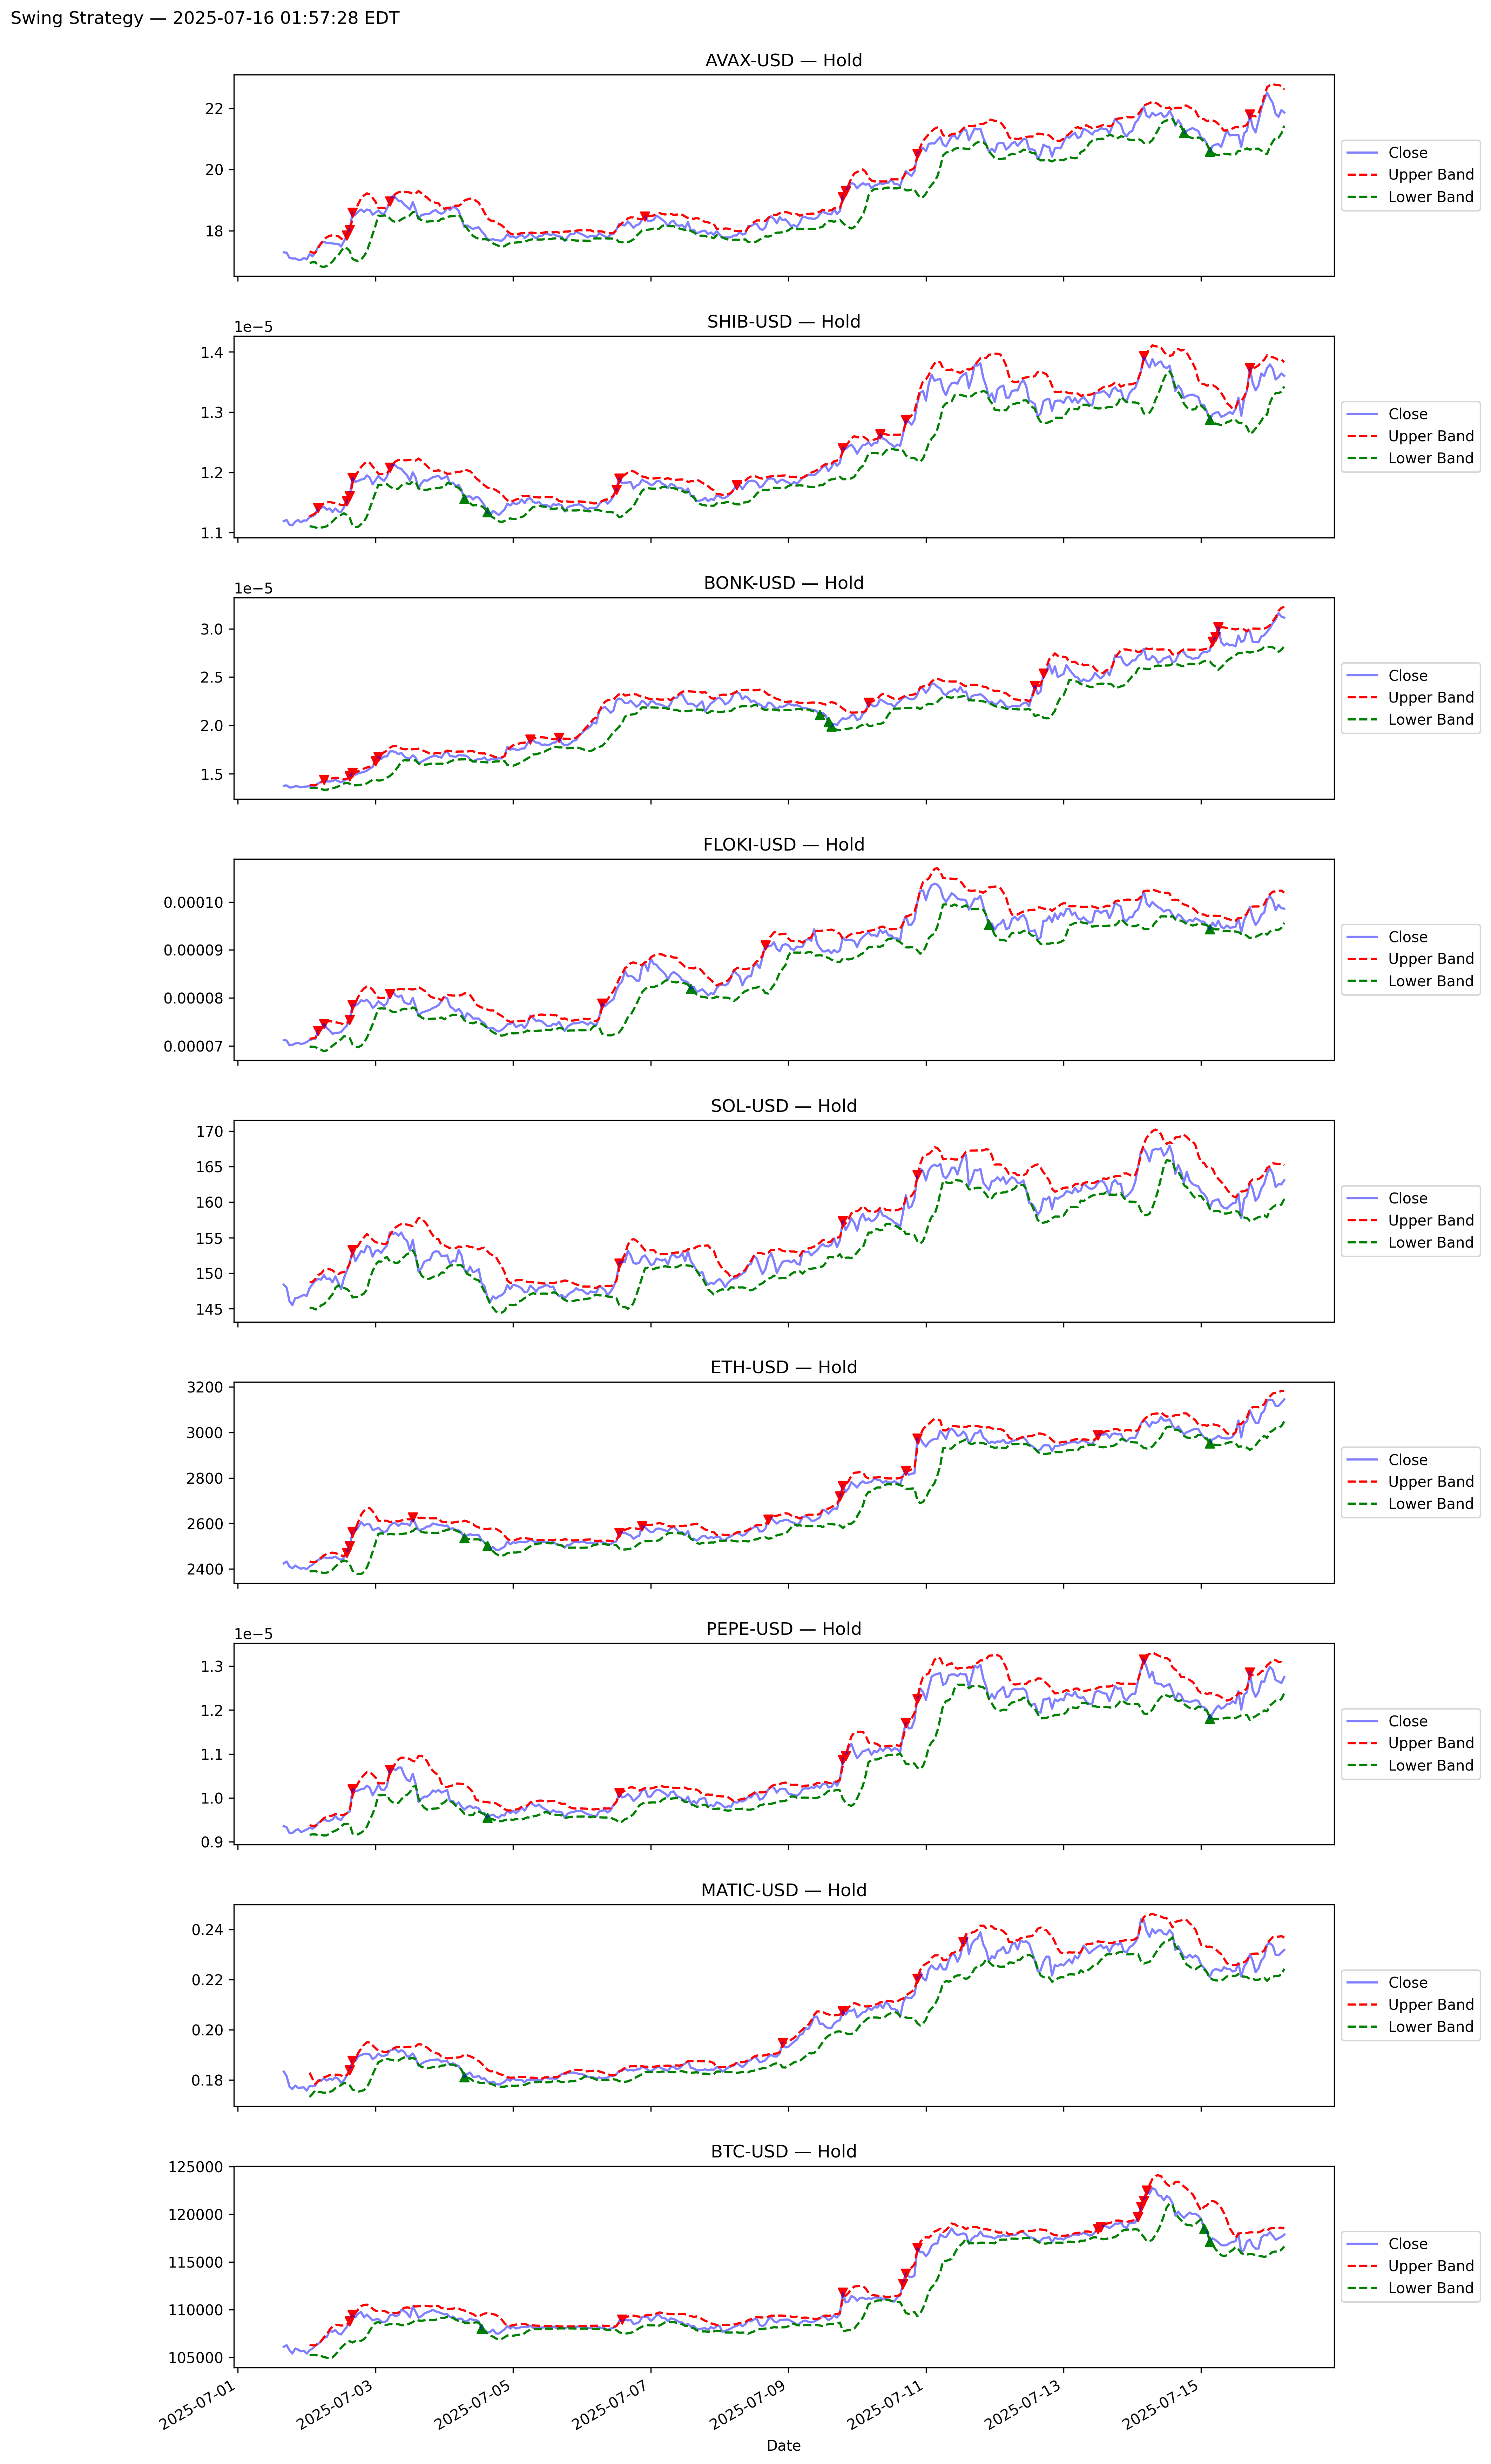 Swing Strategy — 2025-07-16 01:57:28 EDT
AVAX-USD — Hold
22
20
18
Close
Upper Band
Lower Band
SHIB-USD — Hold
1e−5
1.4
1.3
1.2
1.1
Close
Upper Band
Lower Band
BONK-USD — Hold
1e−5
3.0
2.5
2.0
1.5
Close
Upper Band
Lower Band
FLOKI-USD — Hold
0.00010
0.00009
0.00008
0.00007
Close
Upper Band
Lower Band
SOL-USD — Hold
170
165
160
155
150
145
Close
Upper Band
Lower Band
ETH-USD — Hold
3200
3000
2800
2600
2400
Close
Upper Band
Lower Band
PEPE-USD — Hold
1e−5
1.3
1.2
1.1
1.0
0.9
Close
Upper Band
Lower Band
MATIC-USD — Hold
0.24
0.22
0.20
0.18
Close
Upper Band
Lower Band
BTC-USD — Hold
125000
120000
115000
110000
105000
Close
Upper Band
Lower Band
2025-07-01
2025-07-03
2025-07-05
2025-07-07
2025-07-09
2025-07-11
2025-07-13
2025-07-15
Date